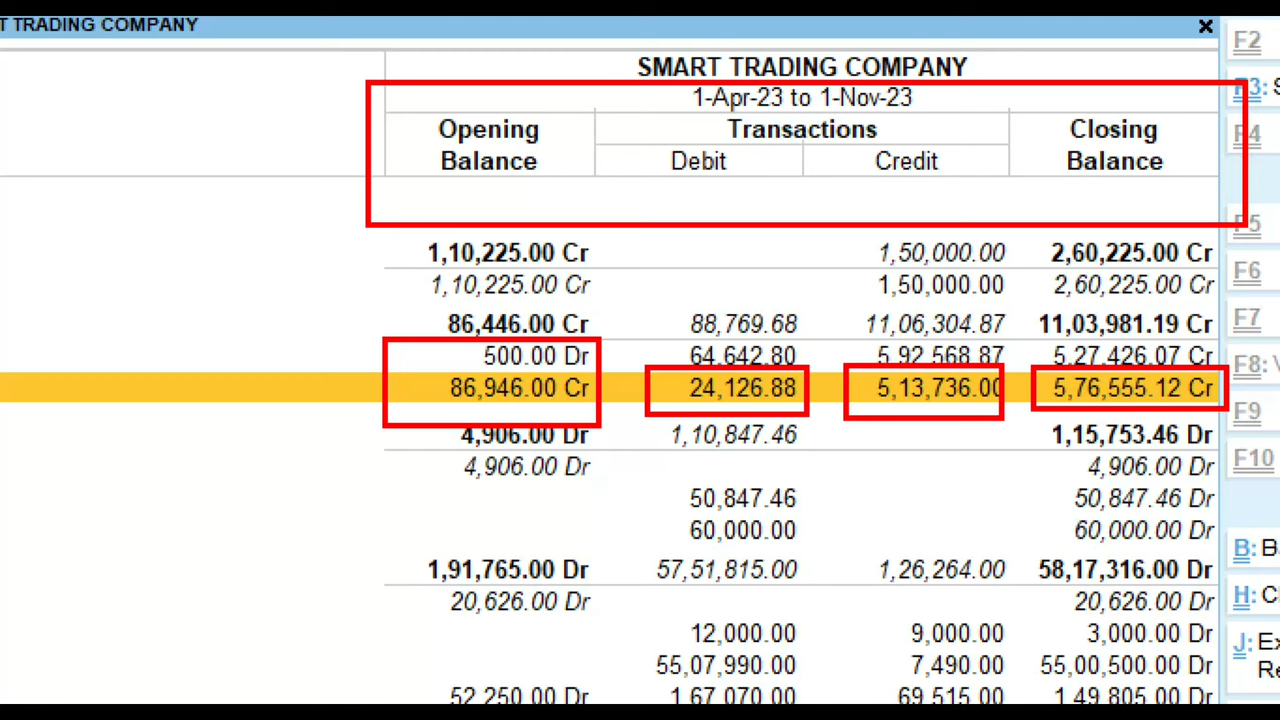 T TRADING COMPANY
SMART TRADING COMPANY
1-Apr-23 to 1-Nov-23
Opening Balance Transactions Closing Balance
Debit Credit
1,10,225.00 Cr 1,50,000.00 2,60,225.00 Cr
1,10,225.00 Cr 1,50,000.00 2,60,225.00 Cr
86,446.00 Cr 88,769.68 11,06,304.87 11,03,981.19 Cr
500.00 Dr 64,642.80 5,92,568.87 5,27,426.07 Cr
86,946.00 Cr 24,126.88 5,13,736.00 5,76,555.12 Cr
4,906.00 Dr 1,10,847.46 1,15,753.46 Dr
4,906.00 Dr 4,906.00 Dr
50,847.46 50,847.46 Dr
60,000.00 60,000.00 Dr
1,91,765.00 Dr 57,51,815.00 1,26,264.00 58,17,316.00 Dr
20,626.00 Dr 20,626.00 Dr
12,000.00 9,000.00 3,000.00 Dr
55,07,990.00 7,490.00 55,00,500.00 Dr
52,250.00 Dr 1,67,070.00 69,515.00 1,49,805.00 Dr
F2
F3: S
F4
F5
F6
F7
F8: V
F9
F10
B: B
H: C
J: Ex
Re